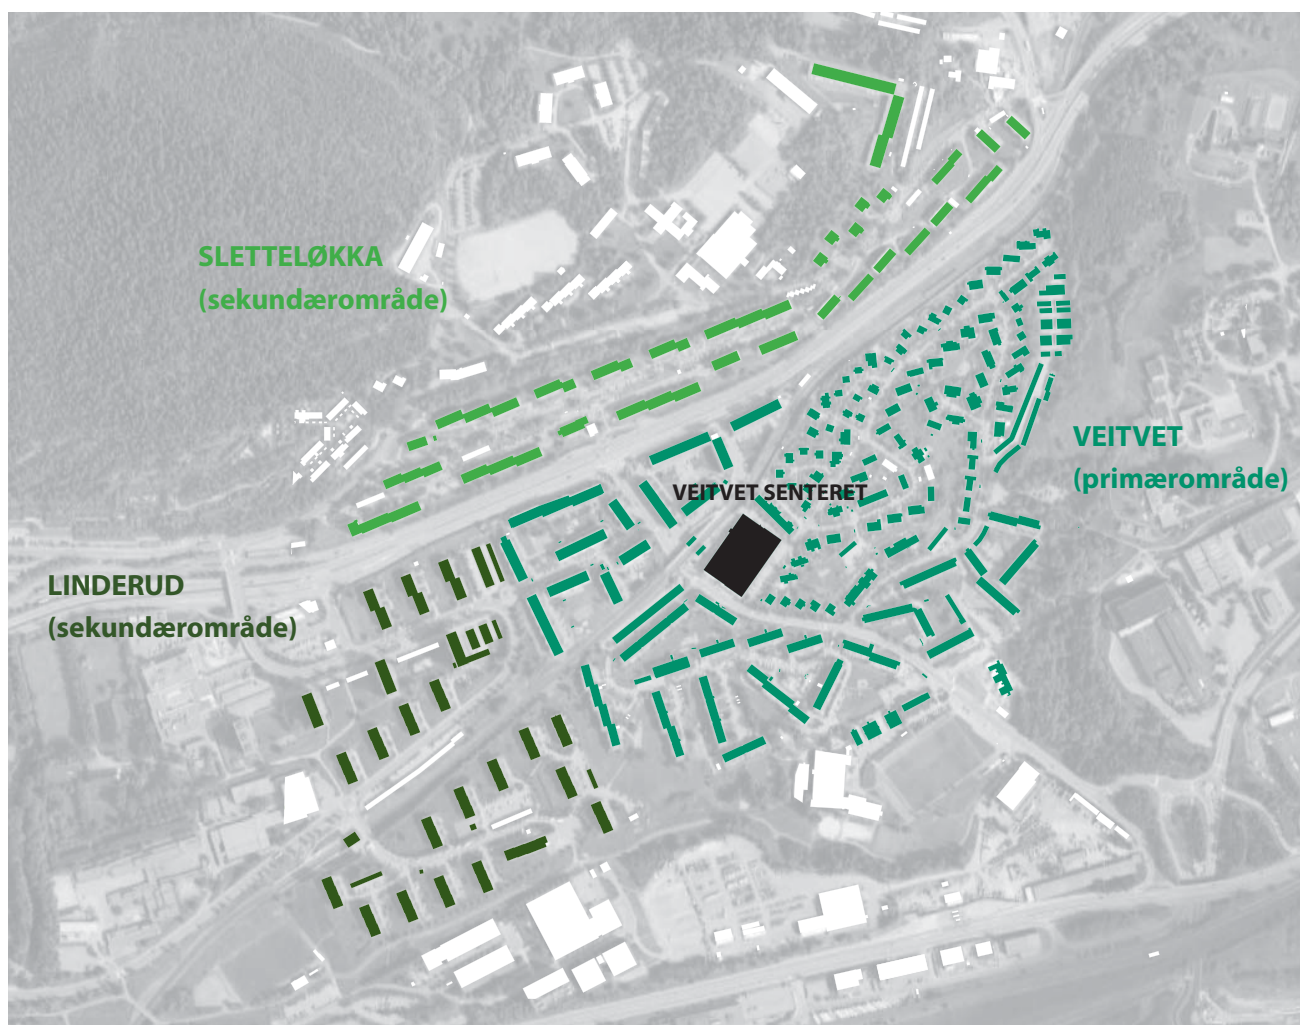 SLETTELØKKA
(sekundærområde)
VEITVET
(primærområde)
VEITVET SENTERET
LINDERUD
(sekundærområde)